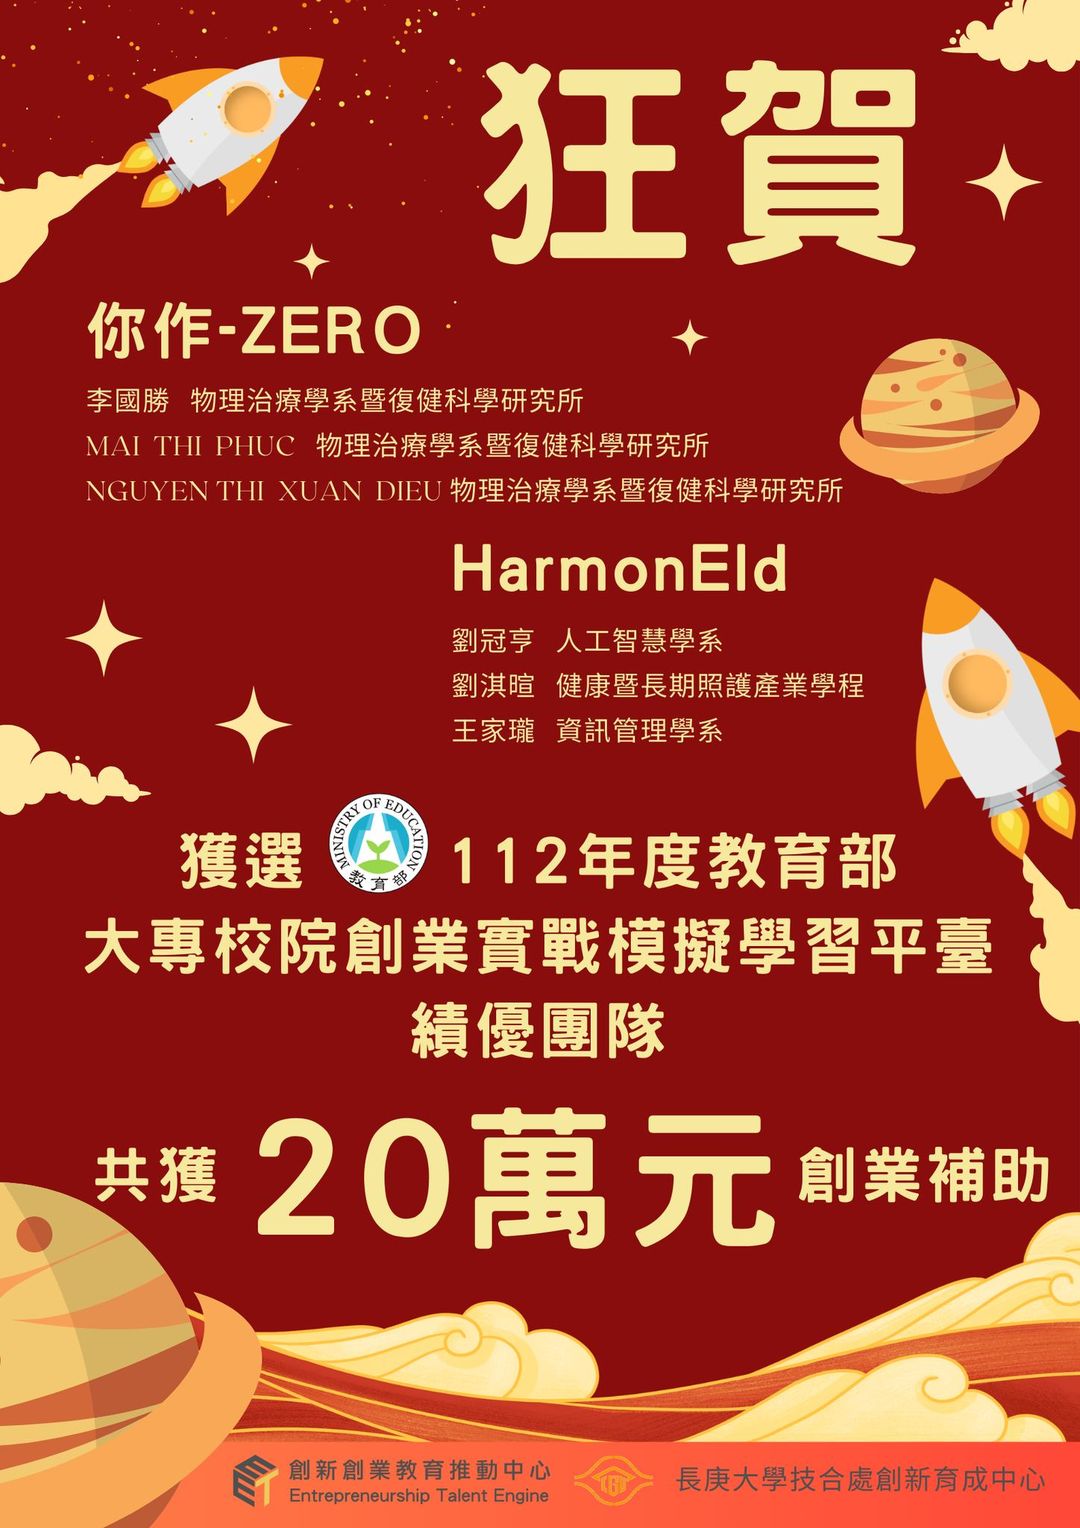 狂賀
你作-ZERO
李國勝 物理治療學系暨復健科學研究所
MAI THI PHUC 物理治療學系暨復健科學研究所
NGUYEN THI XUAN DIEU 物理治療學系暨復健科學研究所
HarmonEld
劉冠亨 人工智慧學系
劉淇暄 健康暨長期照護產業學程
王家瓏 資訊管理學系
獲選 MINISTRY OF EDUCATION 教育部 112年度教育部
大專校院創業實戰模擬學習平臺
績優團隊
共獲 20萬元 創業補助
創新創業教育推動中心
Entrepreneurship Talent Engine
長庚大學技合處創新育成中心